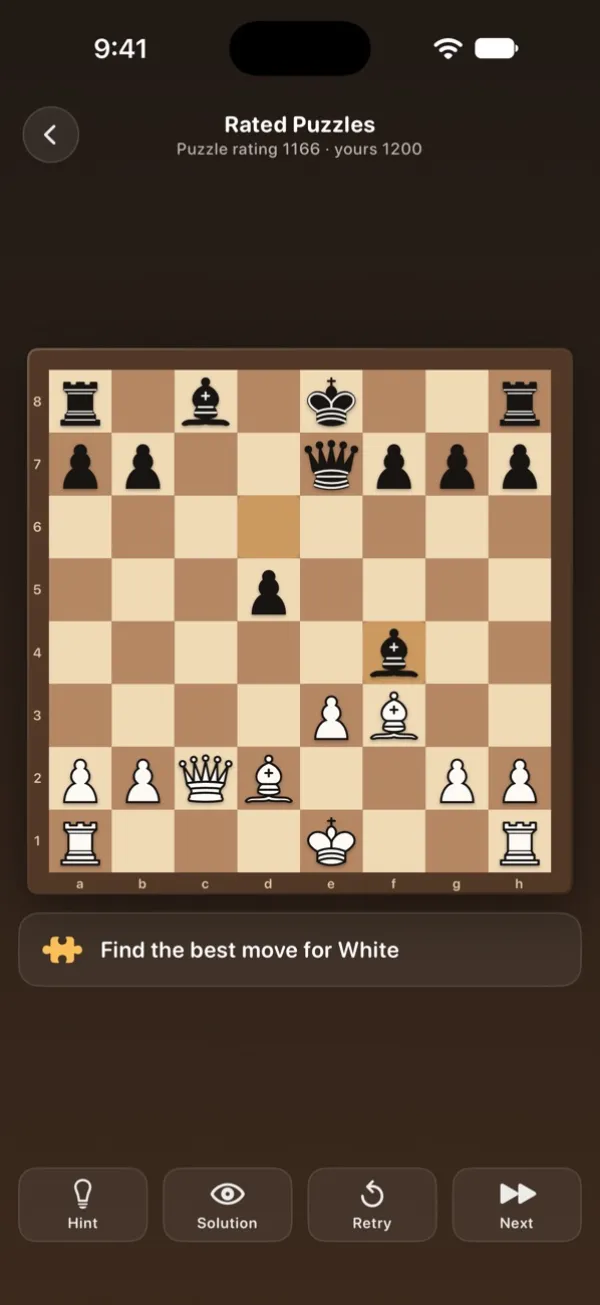 9:41
Rated Puzzles
Puzzle rating 1166 · yours 1200
8
7
6
5
4
3
2
1
a b c d e f g h
Find the best move for White
Hint Solution Retry Next